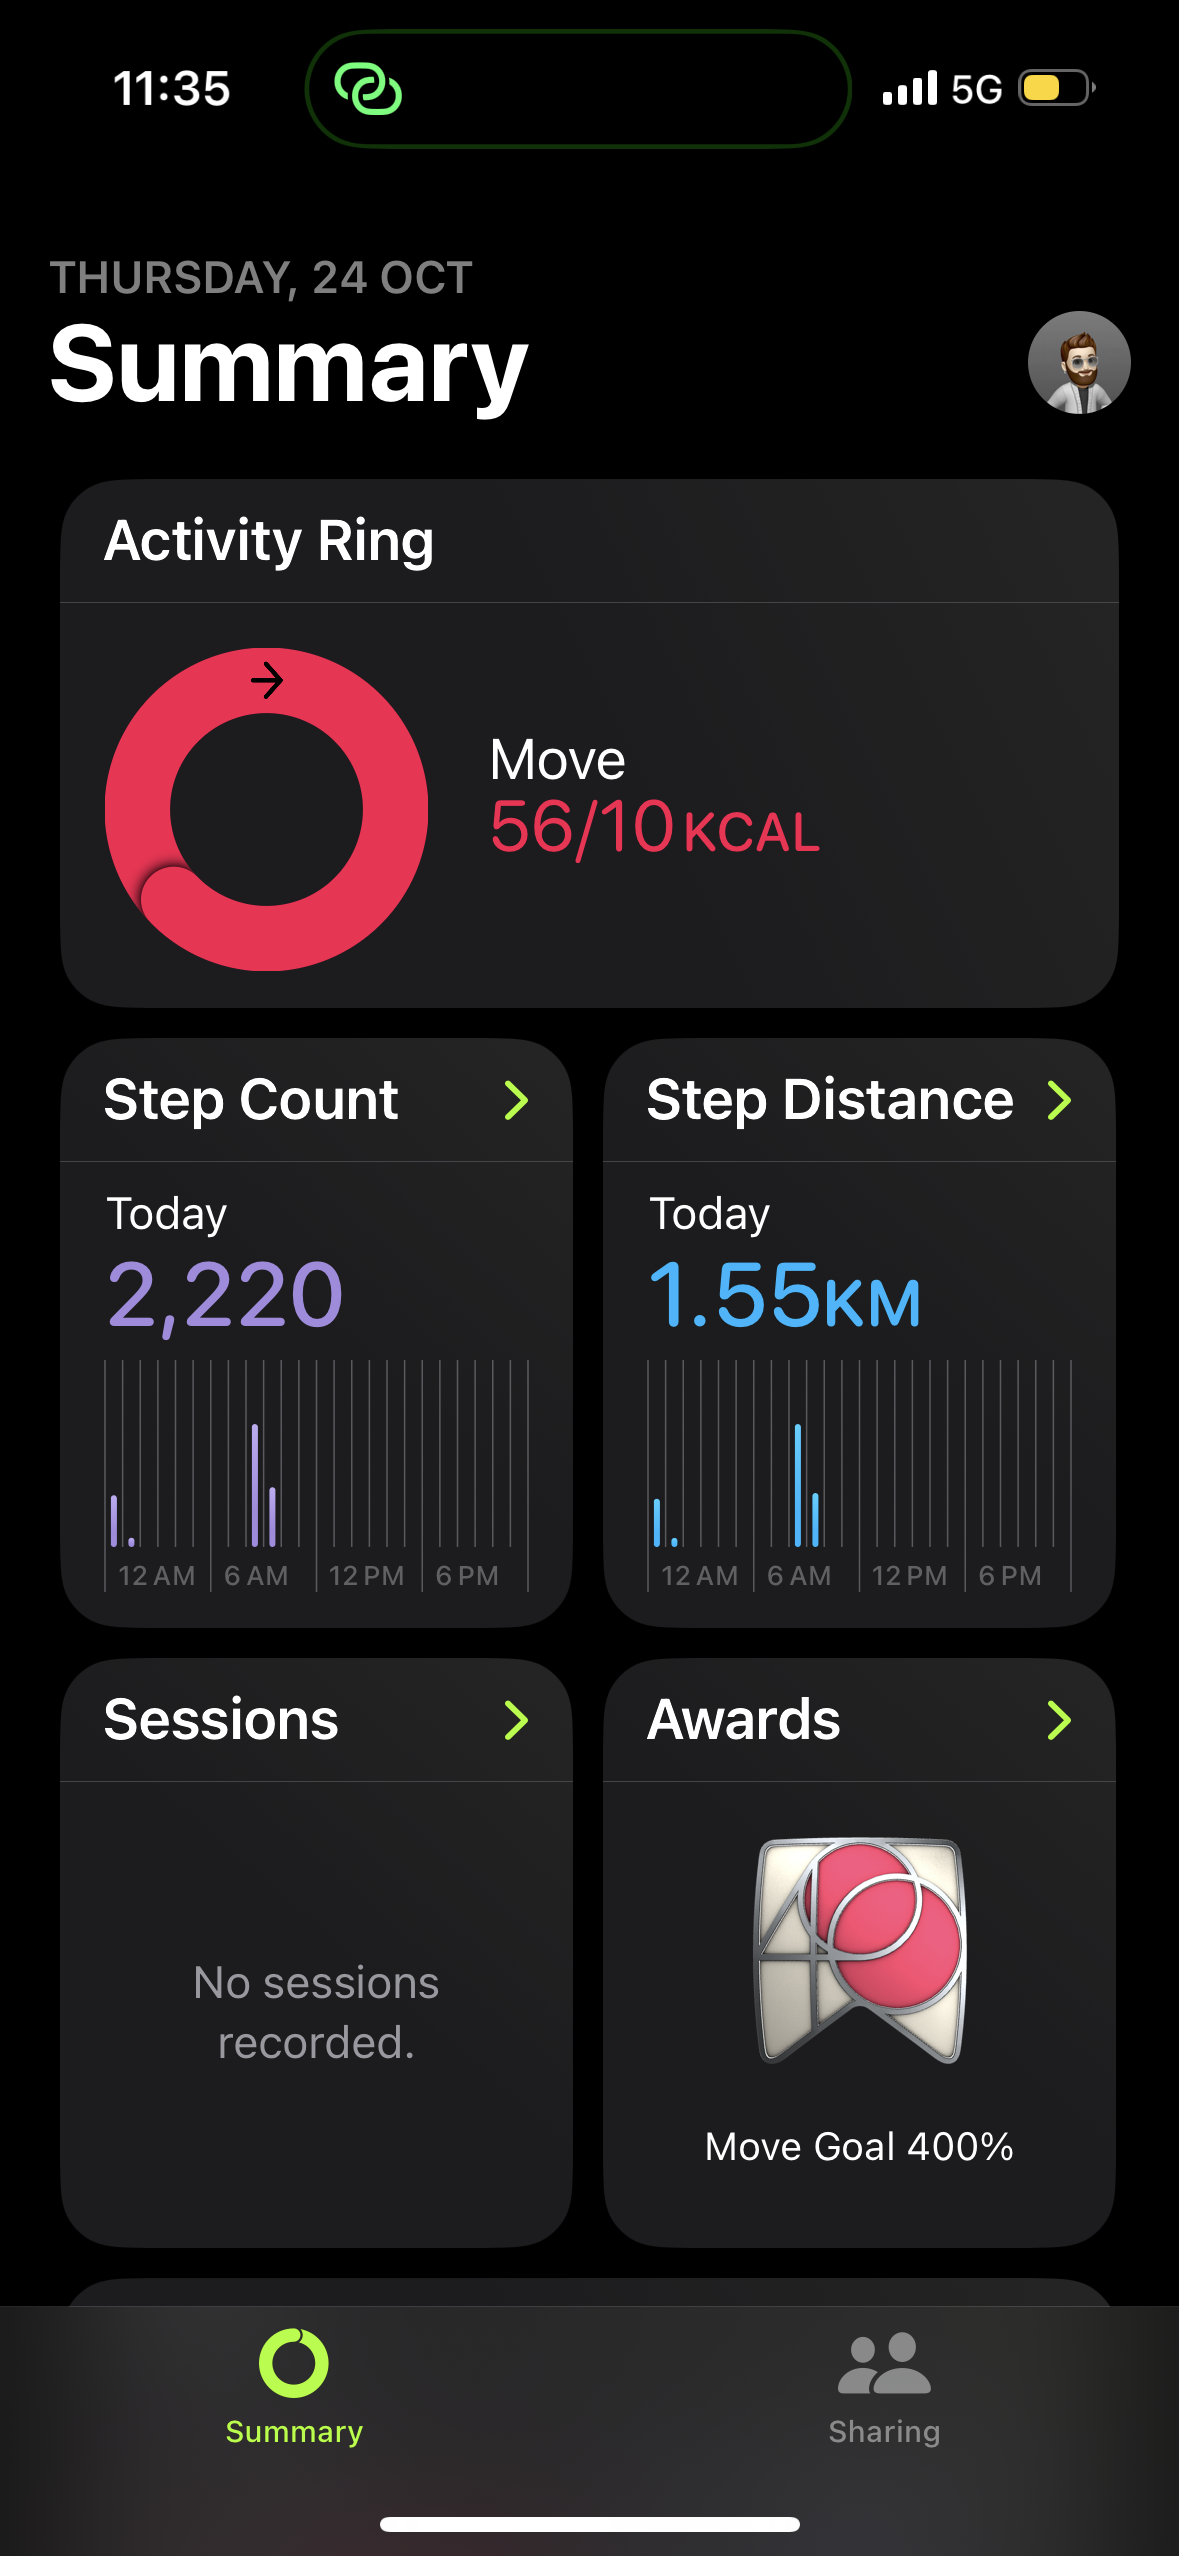 11:35
5G
THURSDAY, 24 OCT
Summary
Activity Ring
Move
56/10KCAL
Step Count
Today
2,220
12 AM 6 AM 12 PM 6 PM
Step Distance
Today
1.55KM
12 AM 6 AM 12 PM 6 PM
Sessions
No sessions
recorded.
Awards
Move Goal 400%
Summary
Sharing